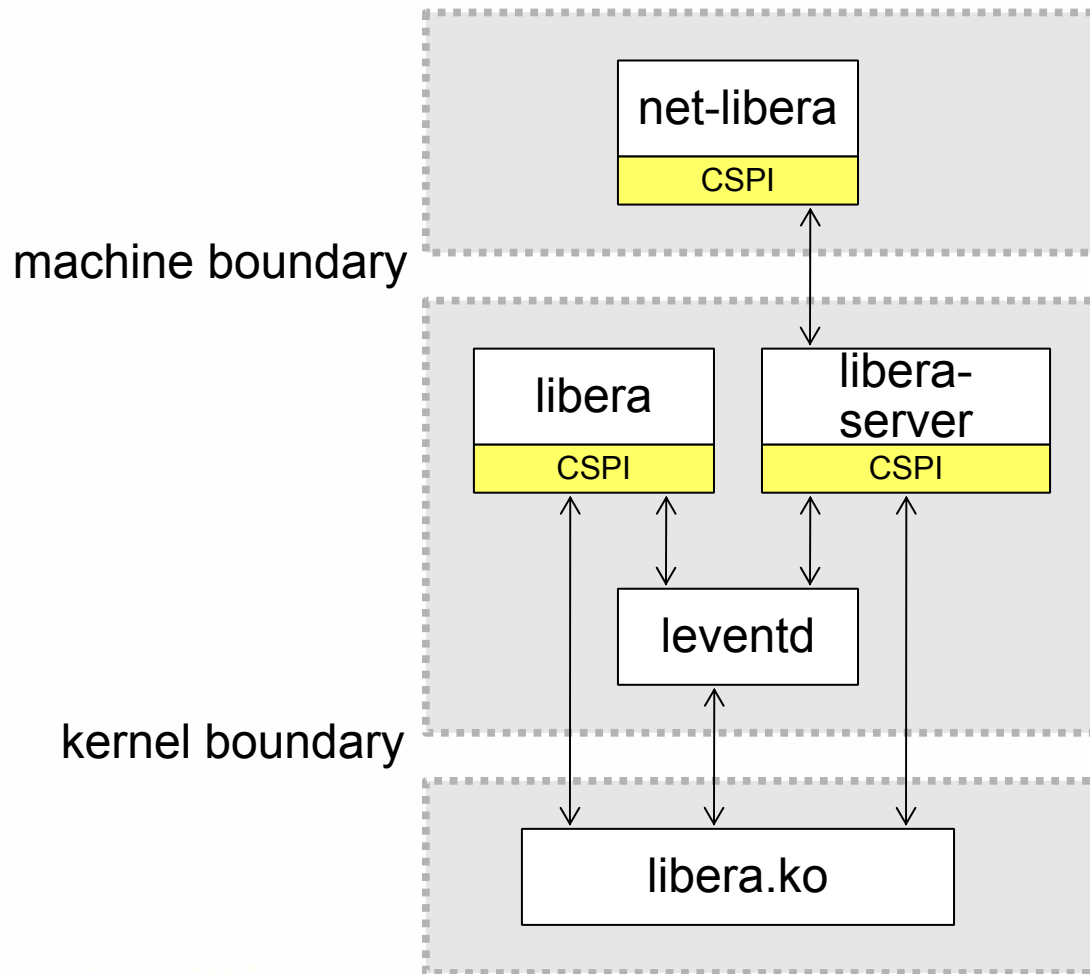 net-libera
CSPI
machine boundary
libera
CSPI
libera-
server
CSPI
leventd
kernel boundary
libera.ko